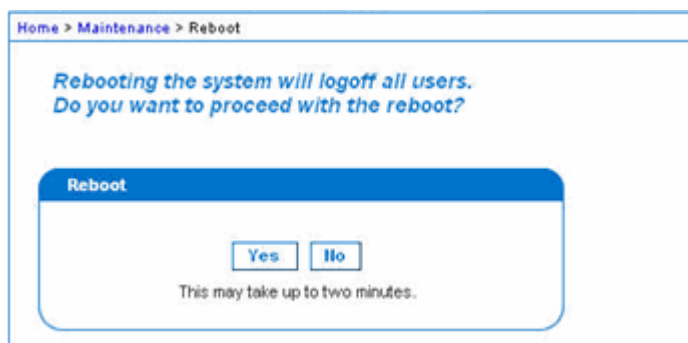 Home > Maintenance > Reboot
Rebooting the system will logoff all users.
Do you want to proceed with the reboot?
Reboot
Yes No
This may take up to two minutes.